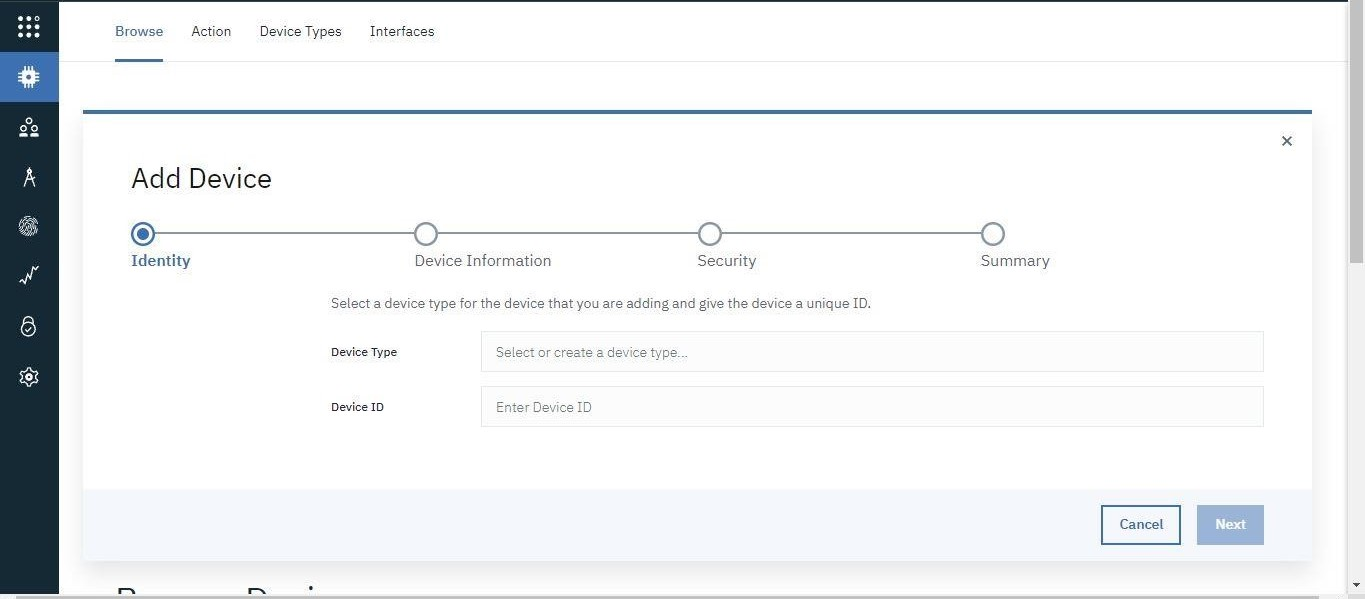 Browse Action Device Types Interfaces
Add Device
Identity Device Information Security Summary
Select a device type for the device that you are adding and give the device a unique ID.
Device Type Select or create a device type...
Device ID Enter Device ID
Cancel Next